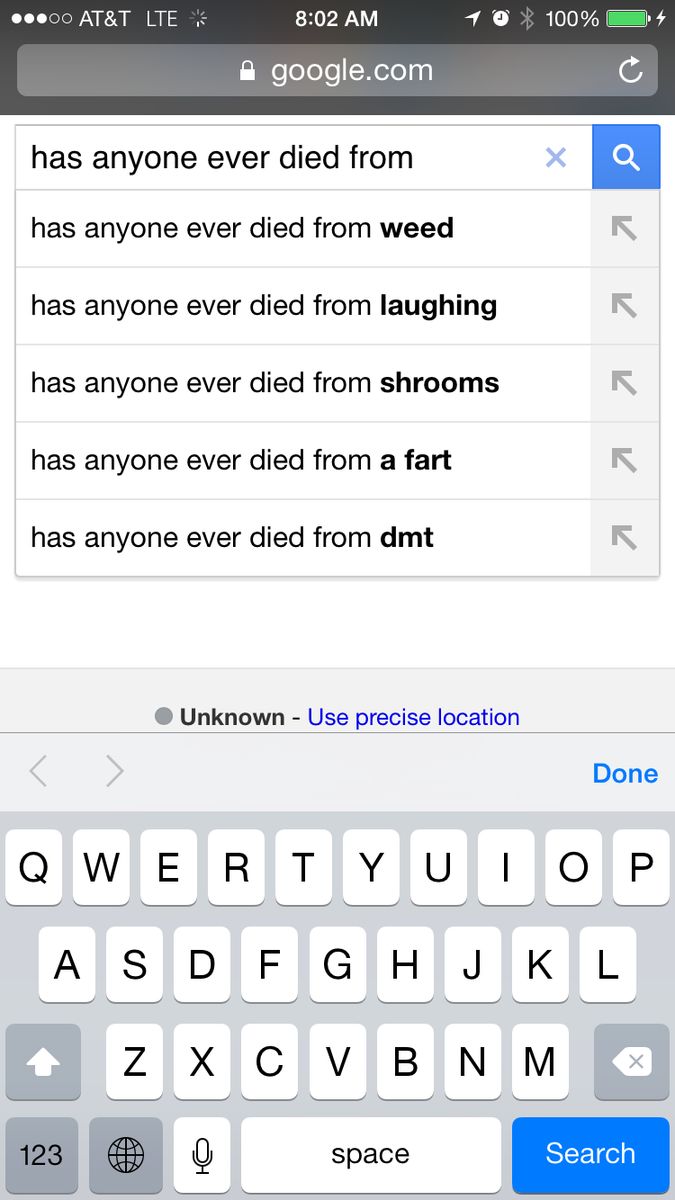 AT&T LTE 8:02 AM 100%
google.com
has anyone ever died from
has anyone ever died from weed
has anyone ever died from laughing
has anyone ever died from shrooms
has anyone ever died from a fart
has anyone ever died from dmt
Unknown - Use precise location
Done
Q W E R T Y U I O P
A S D F G H J K L
Z X C V B N M
123 space Search